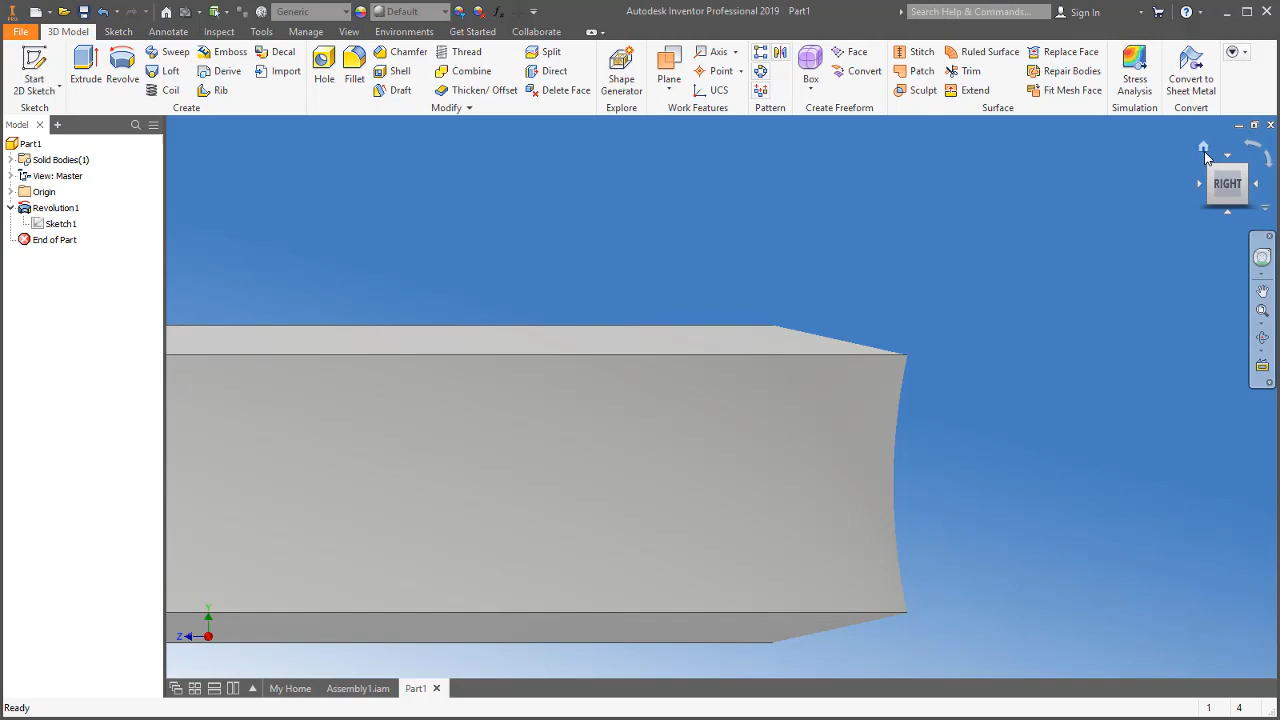 Generic
Default
Autodesk Inventor Professional 2019 Part1
Search Help & Commands...
Sign In
File
3D Model
Sketch
Annotate
Inspect
Tools
Manage
View
Environments
Get Started
Collaborate
Start
2D Sketch
Extrude
Revolve
Sweep
Loft
Coil
Emboss
Derive
Rib
Decal
Import
Hole
Fillet
Chamfer
Shell
Draft
Thread
Combine
Thicken/ Offset
Split
Direct
Delete Face
Shape
Generator
Plane
Axis
Point
UCS
Box
Face
Convert
Stitch
Patch
Sculpt
Ruled Surface
Trim
Extend
Replace Face
Repair Bodies
Fit Mesh Face
Stress
Analysis
Convert to
Sheet Metal
Sketch
Create
Modify
Explore
Work Features
Pattern
Create Freeform
Surface
Simulation
Convert
Model
Part1
Solid Bodies(1)
View: Master
Origin
Revolution1
Sketch1
End of Part
RIGHT
Y
Z
My Home
Assembly1.iam
Part1
Ready
1
4